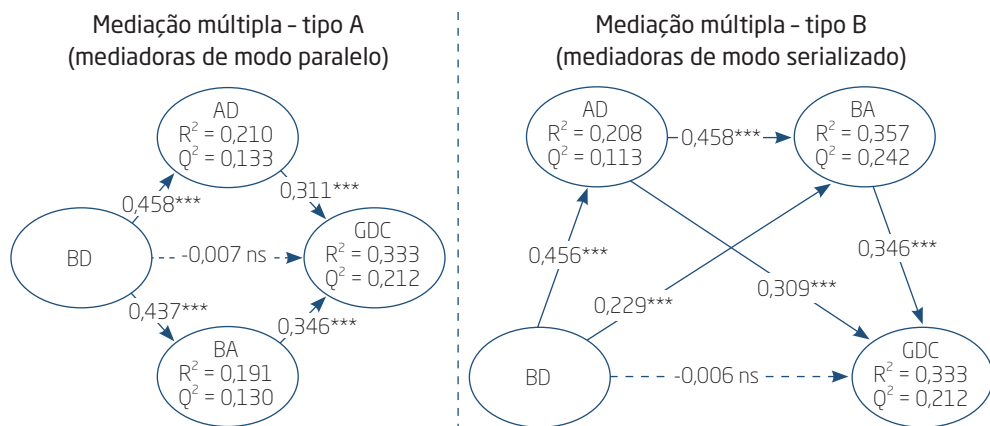 Mediação múltipla – tipo A
(mediadoras de modo paralelo)
AD
R² = 0,210
Q² = 0,133
0,458***
0,311***
BD
-0,007 ns
GDC
R² = 0,333
Q² = 0,212
0,437***
0,346***
BA
R² = 0,191
Q² = 0,130
Mediação múltipla – tipo B
(mediadoras de modo serializado)
AD
R² = 0,208
Q² = 0,113
0,458***
BA
R² = 0,357
Q² = 0,242
0,456***
0,229***
0,309***
0,346***
BD
-0,006 ns
GDC
R² = 0,333
Q² = 0,212